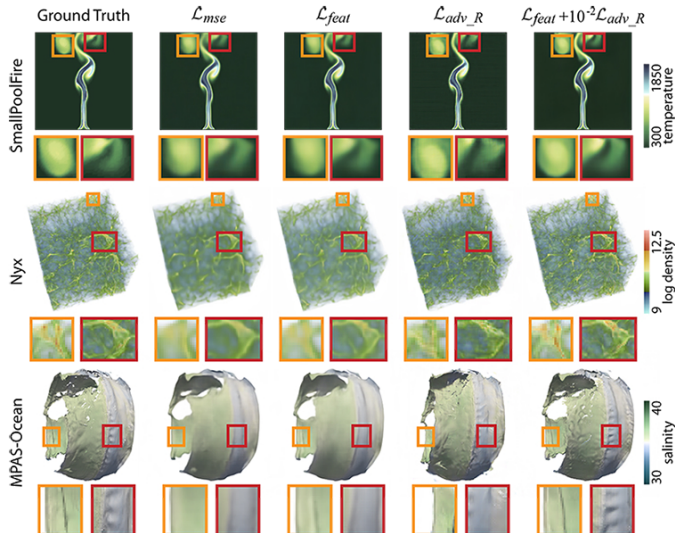 Ground Truth
ℒmse
ℒfeat
ℒadv_R
ℒfeat +10⁻²ℒadv_R
SmallPoolFire
300 1850
temperature
Nyx
9 12.5
log density
MPAS-Ocean
30 40
salinity